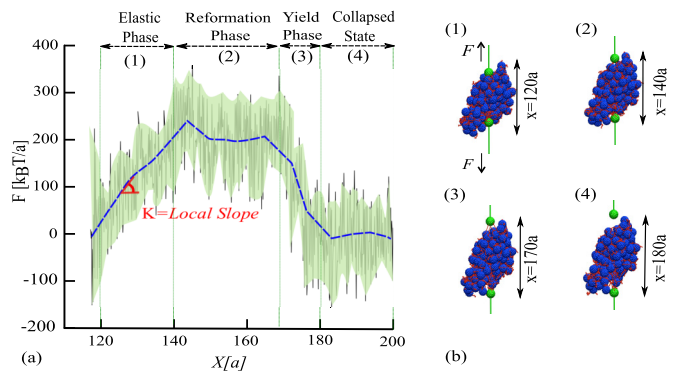 (a)
Elastic Phase
Reformation Phase
Yield Phase
Collapsed State
(1)
(2)
(3)
(4)
400
300
200
100
0
-100
-200
F [kBT/a]
K=Local Slope
120
140
160
180
200
X[a]
(a)
(1)
F
F
x=120a
(2)
x=140a
(3)
x=170a
(4)
x=180a
(b)